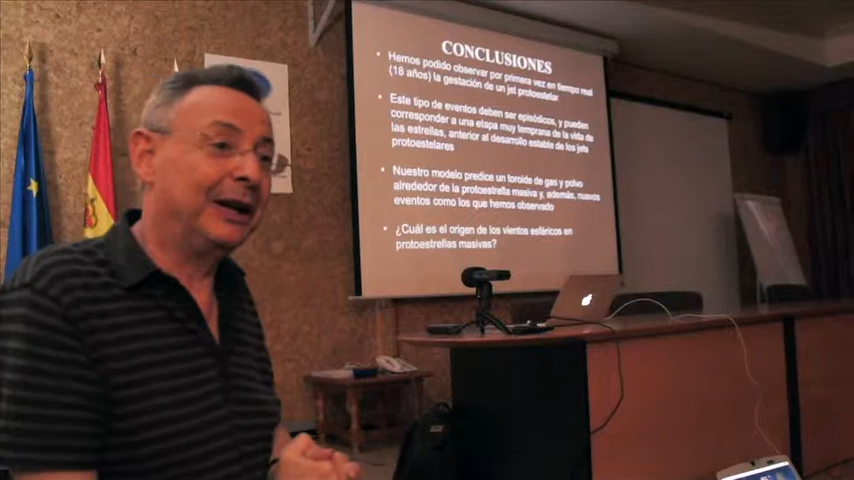 CONCLUSIONES
• Hemos podido observar por primera vez en tiempo real
(18 años) la gestación de un jet protoestelar
• Este tipo de eventos deben ser episódicos, y pueden
corresponder a una etapa muy temprana de la vida de
las estrellas, anterior al desarrollo estable de los jets
protoestelares
• Nuestro modelo predice un toroide de gas y polvo
alrededor de la protoestrella masiva y, además, nuevos
eventos como los que hemos observado
• ¿Cuál es el origen de los vientos esféricos en
protoestrellas masivas?